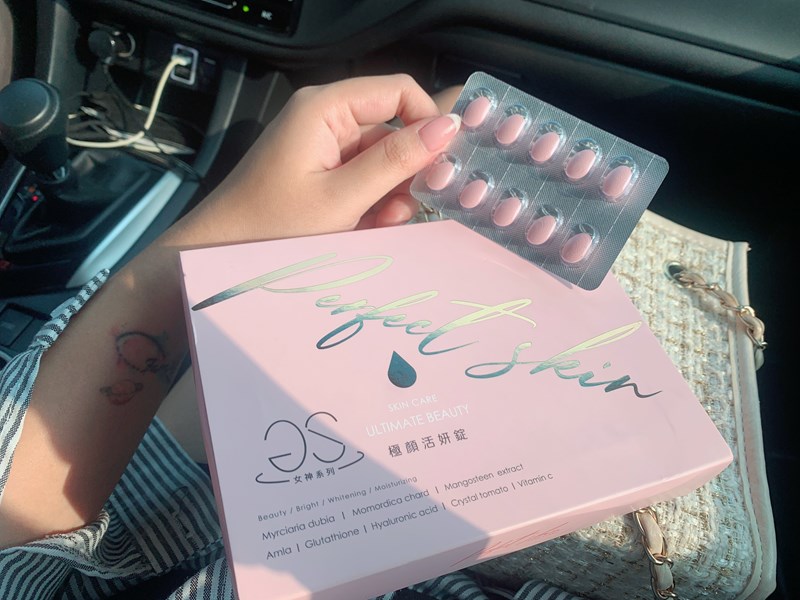 Perfect skin
SKIN CARE
ULTIMATE BEAUTY
極顏活妍錠
GS
女神系列
Beauty / Bright / Whitening / Moisturizing
Myrciaria dubia | Momordica chard | Mangosteen extract
Amla | Glutathione | Hyaluronic acid | Crystal tomato | Vitamin c